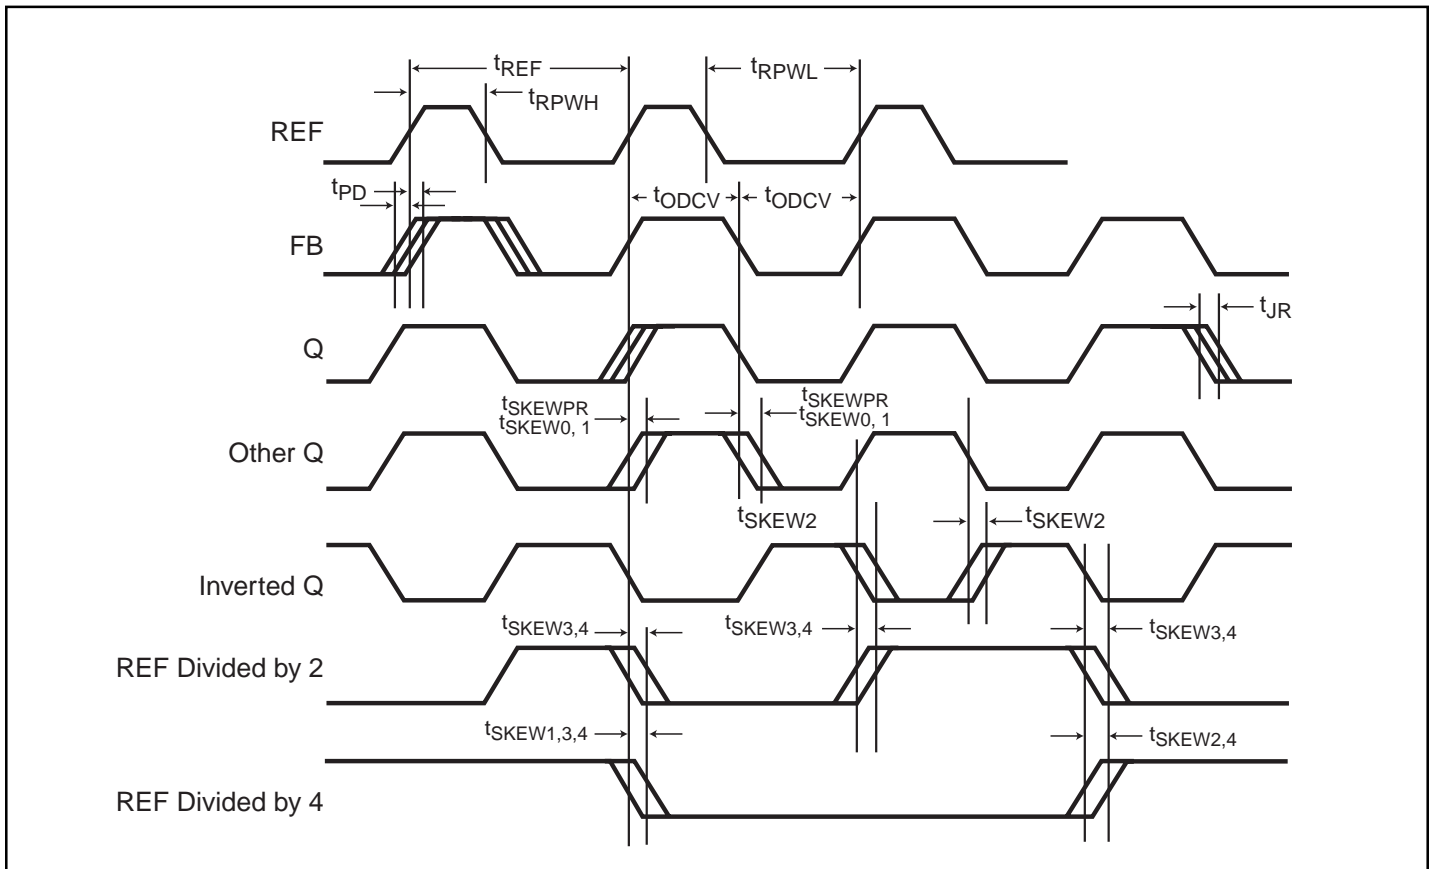 tREF
tRPWL
tRPWH
REF
tPD
tODCV
tODCV
FB
tJR
Q
tSKEWPR
tSKEW0, 1
tSKEWPR
tSKEW0, 1
Other Q
tSKEW2
tSKEW2
Inverted Q
tSKEW3,4
tSKEW3,4
tSKEW3,4
REF Divided by 2
tSKEW1,3,4
tSKEW2,4
REF Divided by 4